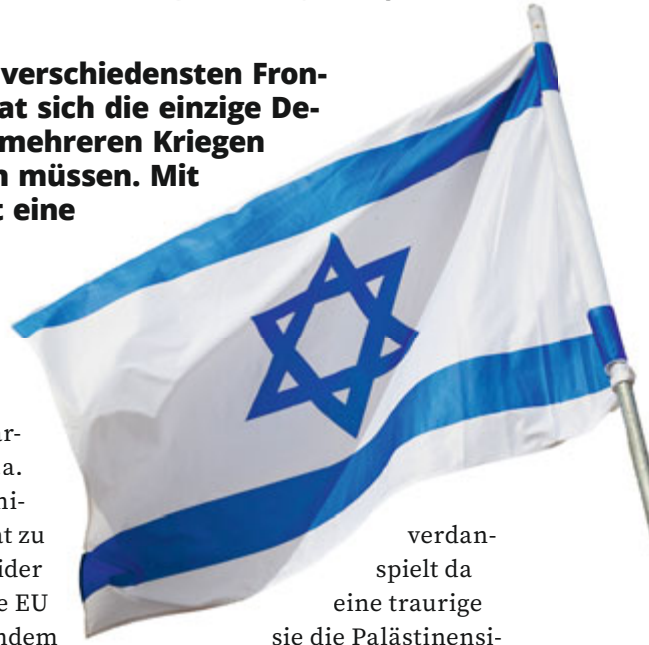 verschiedensten Fron-
at sich die einzige De-
mehreren Kriegen
n müssen. Mit
t eine
ar-
a.
ni-
at zu
ider
e EU
ndem
verdan-
spielt da
eine traurige
sie die Palästinensi-